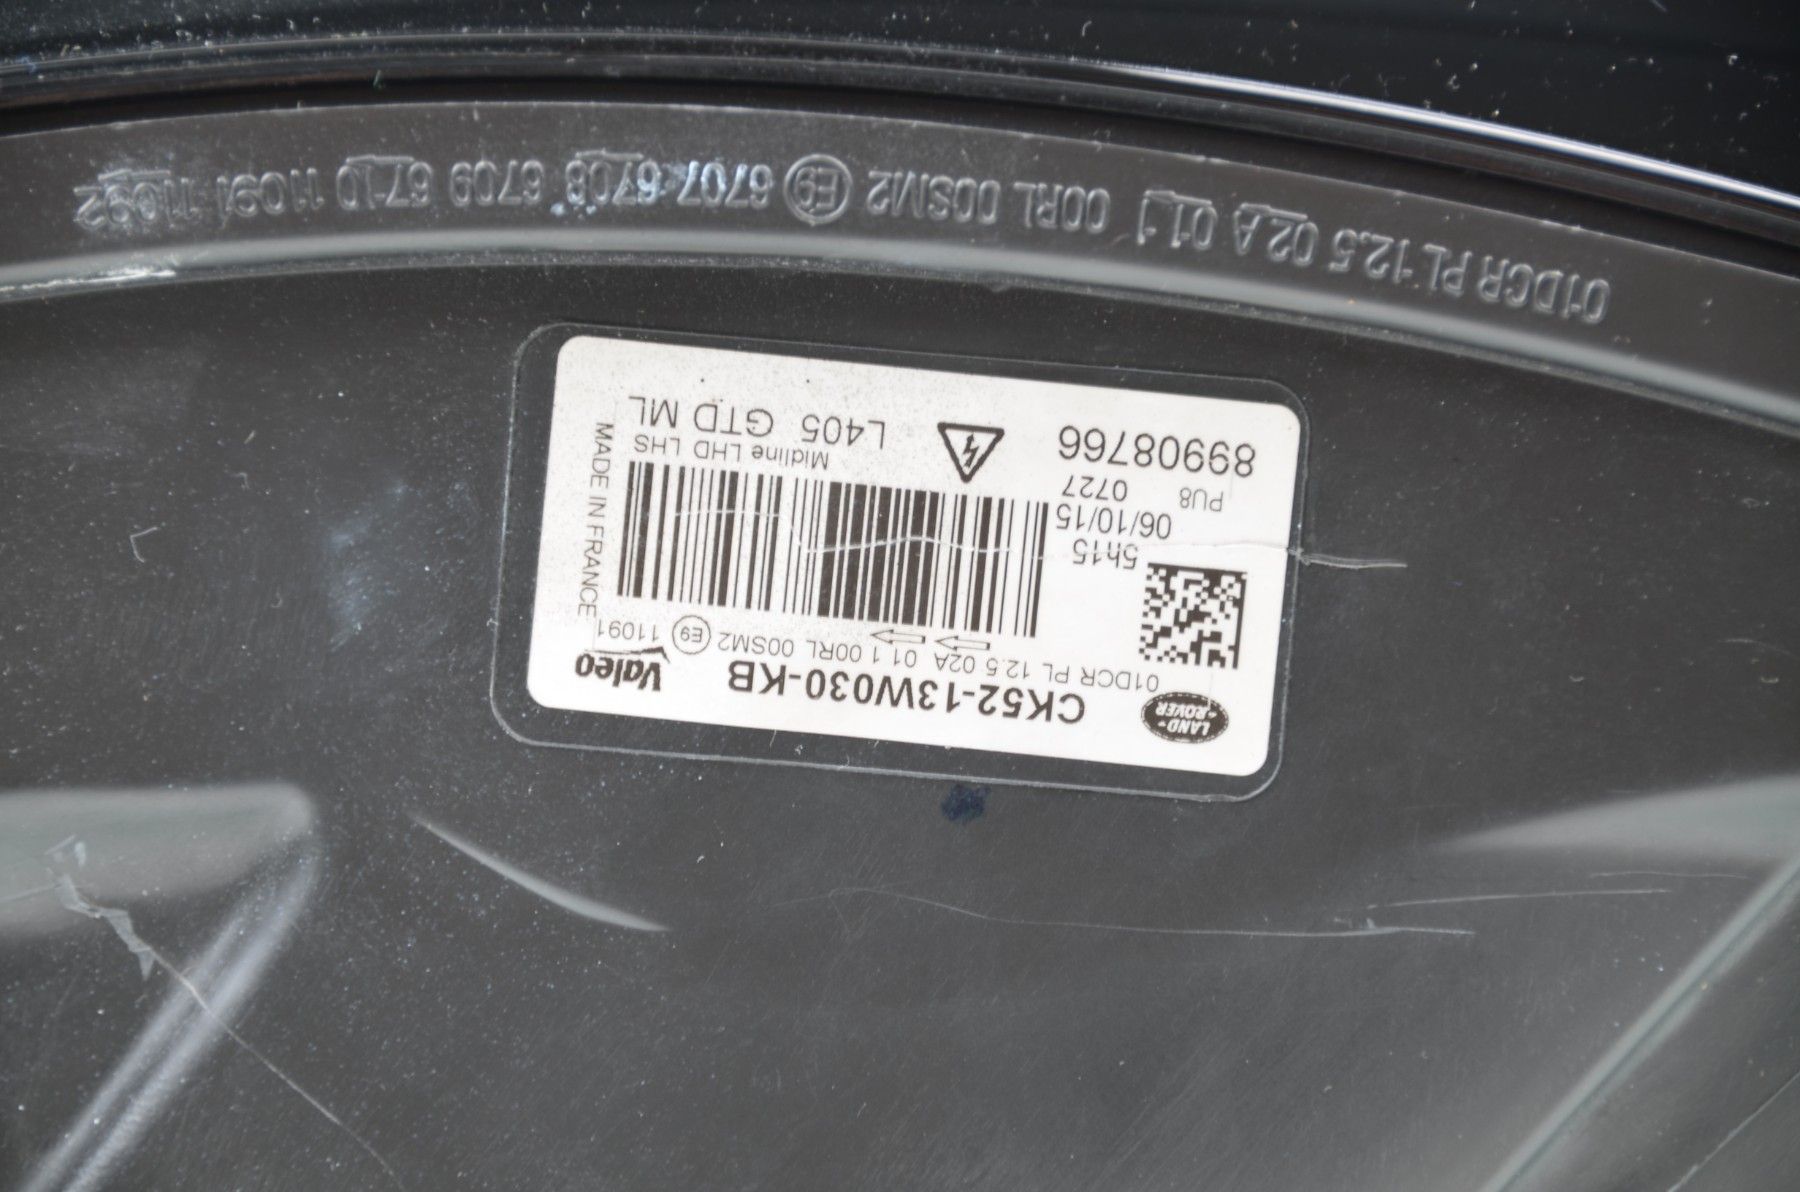 LAND-
-ROVER
CK52-13W030-KB
Valeo
01DCR PL 12.5 02A 01.1 00RL 00SM2 E9 11091
MADE IN FRANCE
5h15
06/10/15
PU8 0727
89908766
Midline LHD LHS
L405 GTD ML
01DCR PL 12.5 02A 01.1 00RL 00SM2 E9 6707 6708 6709 6710 11091 11092